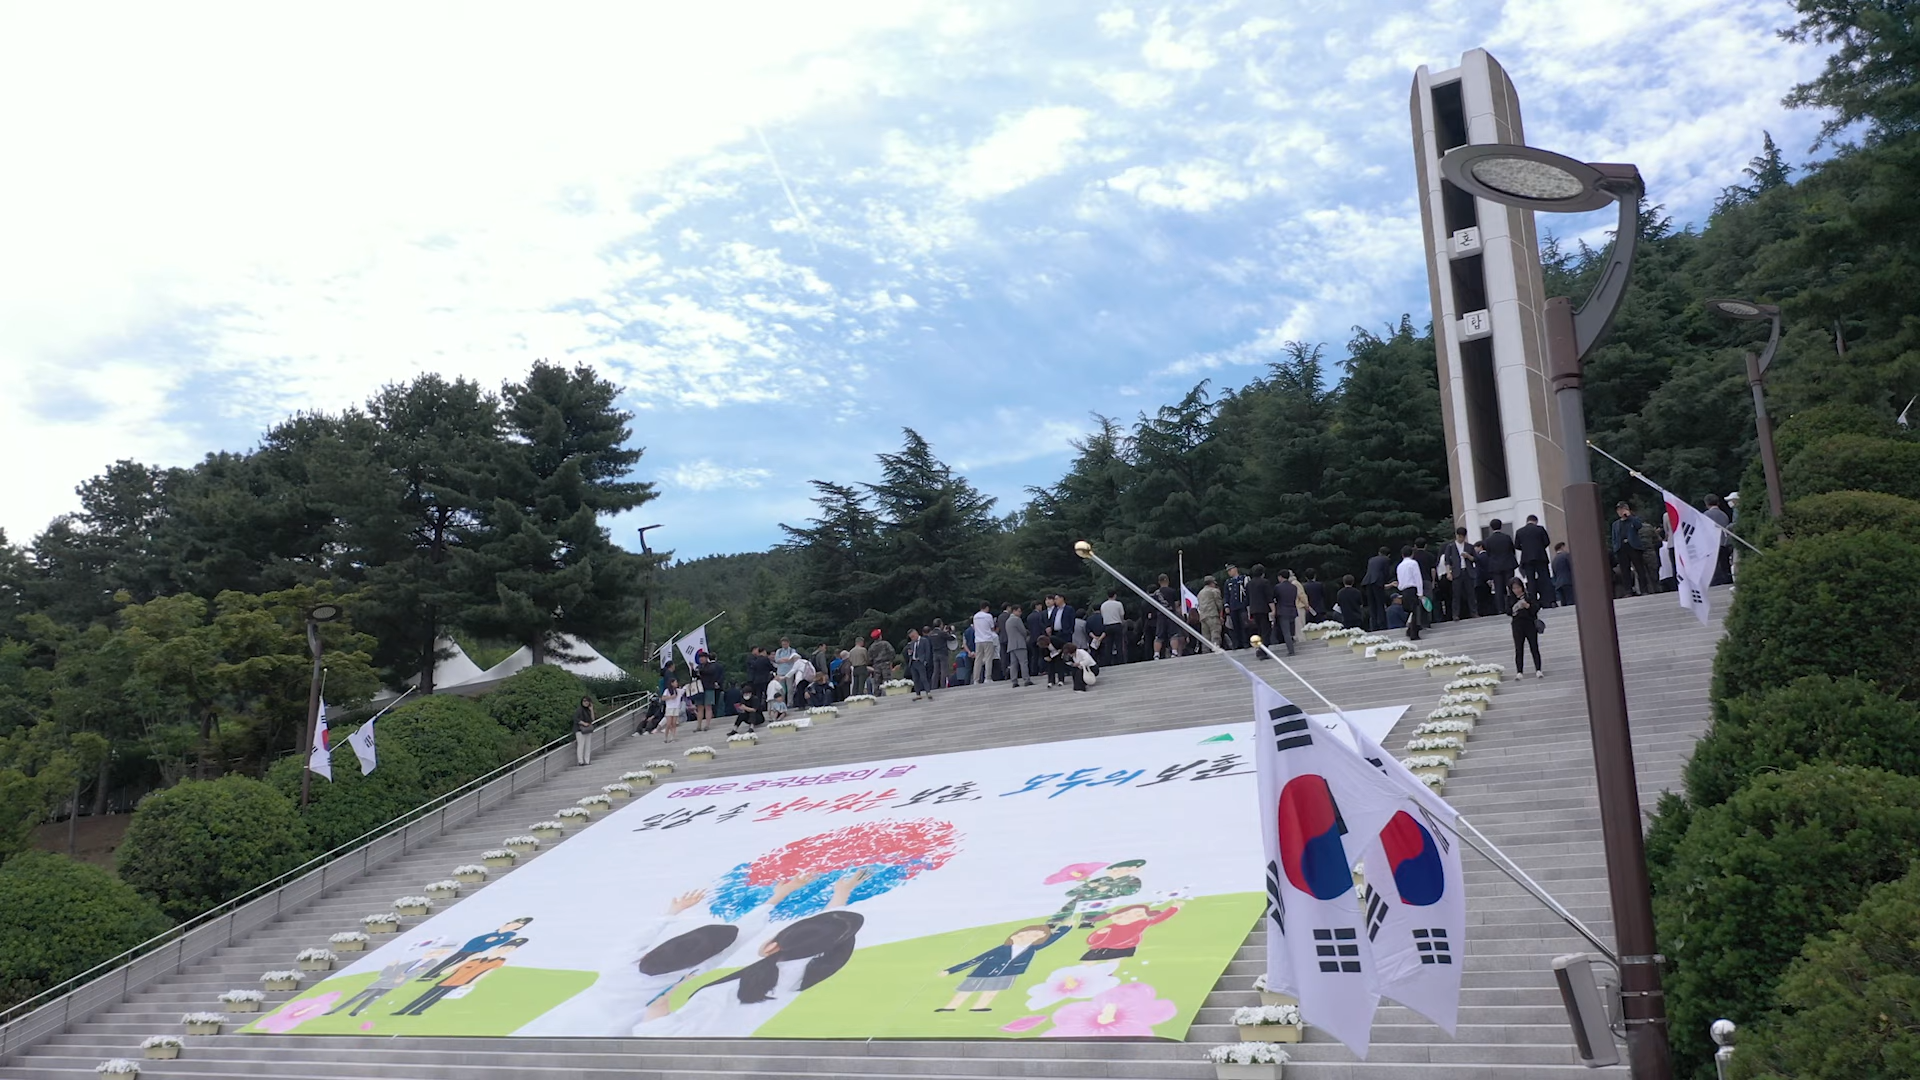 6월은 호국보훈의 달
일상 속 살아있는 보훈, 모두의 보훈
혼
탑